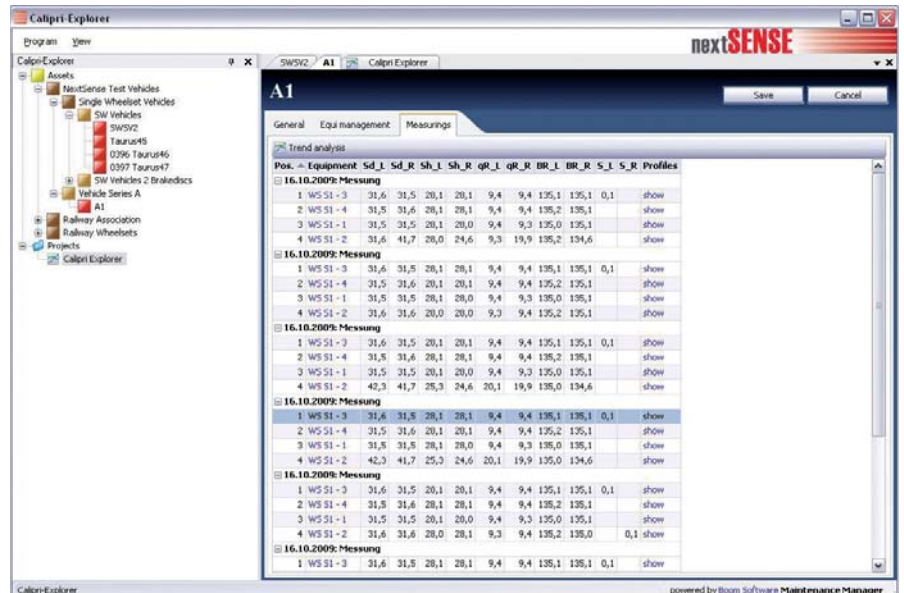 Calipri-Explorer
Program View
nextSENSE
Calipri-Explorer
SWSV2 A1 Calipri Explorer
Assets
NextSense Test Vehicles
Single Wheelset Vehicles
SW Vehicles
SWSV2
Taurus45
0396 Taurus46
0397 Taurus47
SW Vehicles 2 Brakediscs
Vehicle Series A
A1
Railway Association
Railway Wheelsets
Projects
Calipri Explorer
A1
Save Cancel
General Equi management Measurings
Trend analysis
Pos. Equipment Sd_L Sd_R Sh_L Sh_R qR_L qR_R BR_L BR_R S_L S_R Profiles
16.10.2009: Messung
1 WS S1 - 3 31,6 31,5 28,1 28,1 9,4 9,4 135,1 135,1 0,1 show
2 WS S1 - 4 31,5 31,6 28,1 28,1 9,4 9,4 135,2 135,1 show
3 WS S1 - 1 31,5 31,5 28,1 28,0 9,4 9,3 135,0 135,1 show
4 WS S1 - 2 31,6 41,7 28,0 24,6 9,3 19,9 135,2 134,6 show
16.10.2009: Messung
1 WS S1 - 3 31,6 31,5 28,1 28,1 9,4 9,4 135,1 135,1 0,1 show
2 WS S1 - 4 31,5 31,6 28,1 28,1 9,4 9,4 135,2 135,1 show
3 WS S1 - 1 31,5 31,5 28,1 28,0 9,4 9,3 135,0 135,1 show
4 WS S1 - 2 31,6 31,6 28,0 28,0 9,3 9,4 135,2 135,1 show
16.10.2009: Messung
1 WS S1 - 3 31,6 31,5 28,1 28,1 9,4 9,4 135,1 135,1 0,1 show
2 WS S1 - 4 31,5 31,6 28,1 28,1 9,4 9,4 135,2 135,1 show
3 WS S1 - 1 31,5 31,5 28,1 28,0 9,4 9,3 135,0 135,1 show
4 WS S1 - 2 42,3 41,7 25,3 24,6 20,1 19,9 135,0 134,6 show
16.10.2009: Messung
1 WS S1 - 3 31,6 31,5 28,1 28,1 9,4 9,4 135,1 135,1 0,1 show
2 WS S1 - 4 31,5 31,6 28,1 28,1 9,4 9,4 135,2 135,1 show
3 WS S1 - 1 31,5 31,5 28,1 28,0 9,4 9,3 135,0 135,1 show
4 WS S1 - 2 42,3 41,7 25,3 24,6 20,1 19,9 135,0 134,6 show
16.10.2009: Messung
1 WS S1 - 3 31,6 31,5 28,1 28,1 9,4 9,4 135,1 135,1 0,1 show
2 WS S1 - 4 31,5 31,6 28,1 28,1 9,4 9,4 135,2 135,1 show
3 WS S1 - 1 31,5 31,5 28,1 28,0 9,4 9,3 135,0 135,1 show
4 WS S1 - 2 31,6 31,6 28,0 28,1 9,3 9,4 135,2 135,0 0,1 show
16.10.2009: Messung
1 WS S1 - 3 31,6 31,5 28,1 28,1 9,4 9,4 135,1 135,1 0,1 show
Calipri-Explorer
powered by Boom Software Maintenance Manager